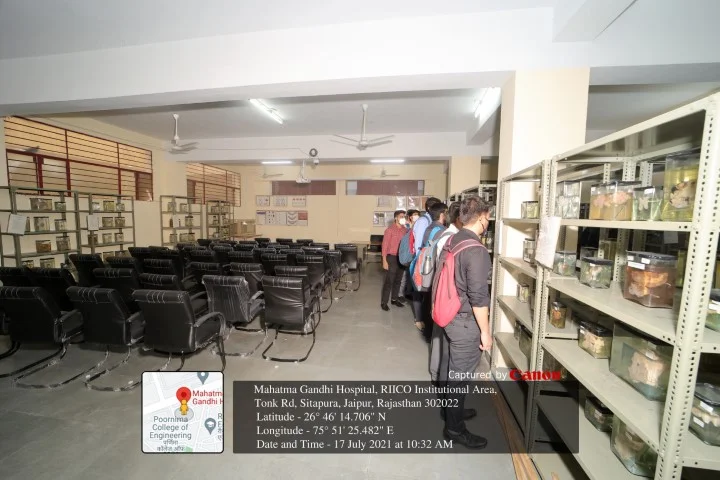 Captured by Canon
Mahatma Gandhi Hospital, RIICO Institutional Area,
Tonk Rd, Sitapura, Jaipur, Rajasthan 302022
Latitude - 26° 46' 14.706" N
Longitude - 75° 51' 25.482" E
Date and Time - 17 July 2021 at 10:32 AM
Mahatm
Gandhi H
Poornima
College of
Engineering